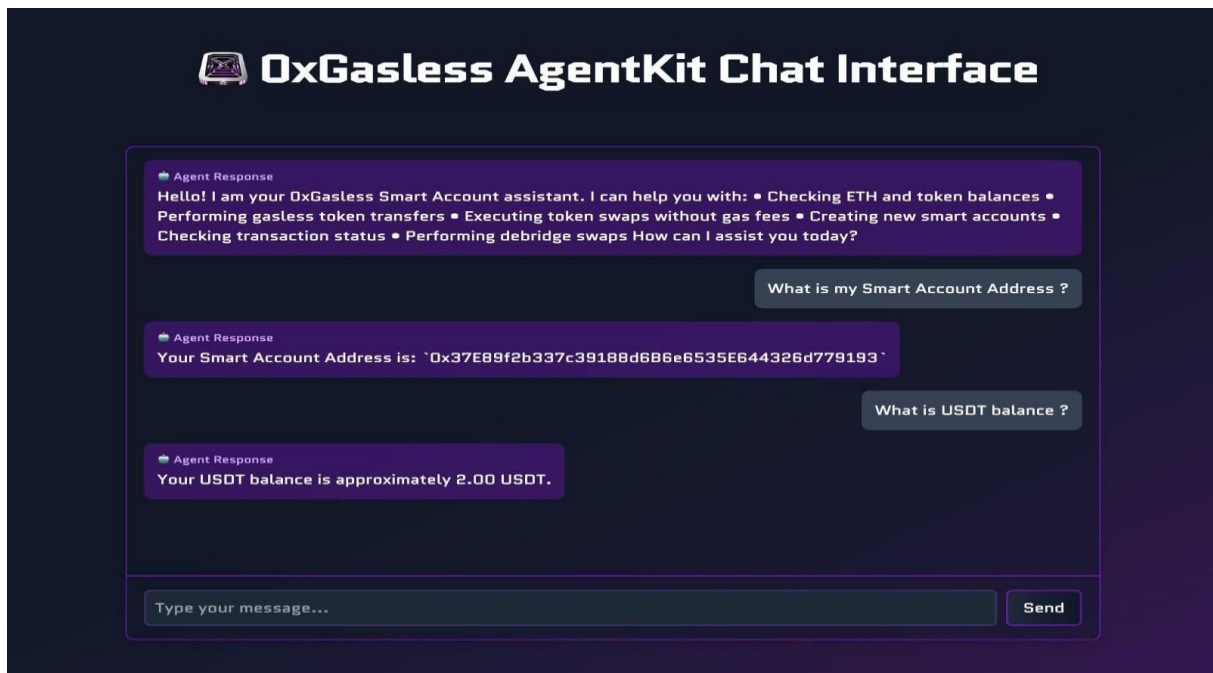 0xGasless AgentKit Chat Interface
Agent Response
Hello! I am your 0xGasless Smart Account assistant. I can help you with: • Checking ETH and token balances •
Performing gasless token transfers • Executing token swaps without gas fees • Creating new smart accounts •
Checking transaction status • Performing debridge swaps How can I assist you today?
What is my Smart Account Address ?
Agent Response
Your Smart Account Address is: `0x37E89f2b337c39188d6B6e6535E644326d779193`
What is USDT balance ?
Agent Response
Your USDT balance is approximately 2.00 USDT.
Type your message...
Send